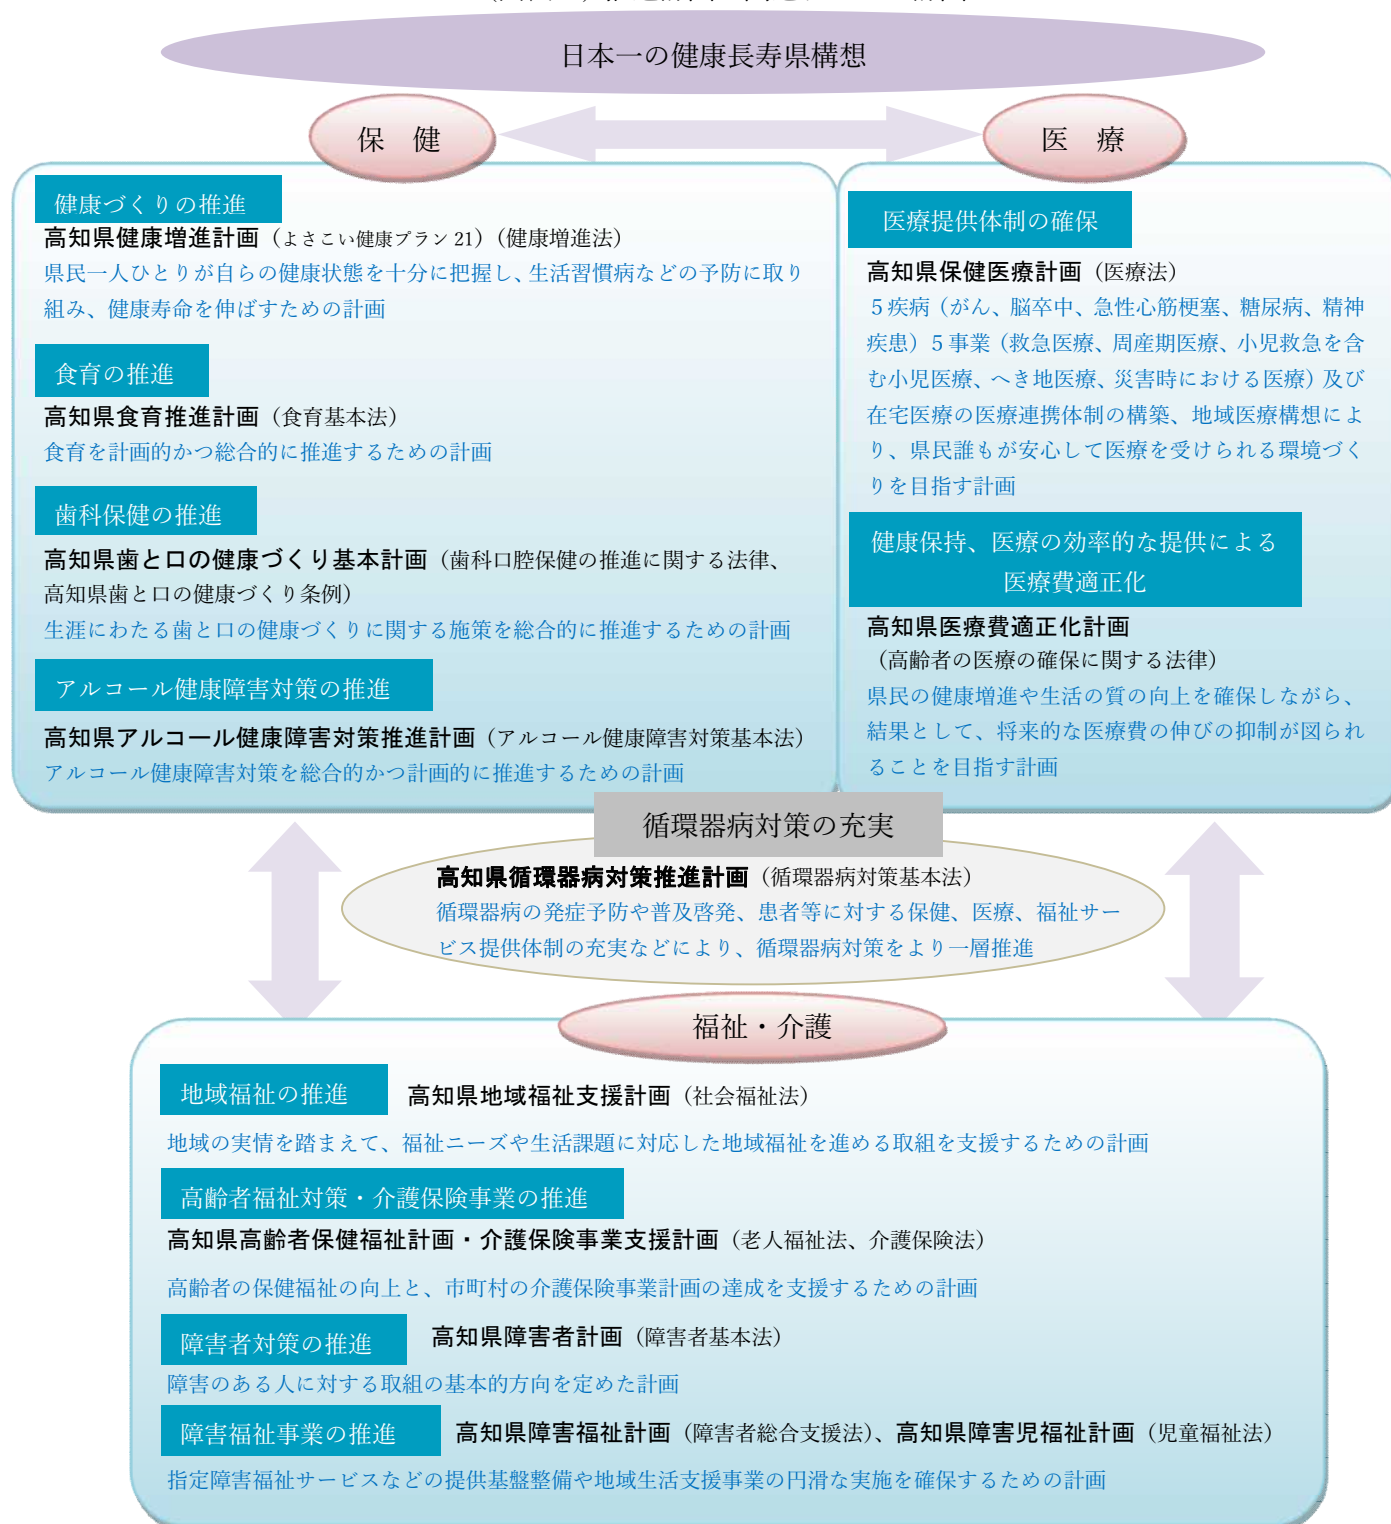 日本一の健康長寿県構想
保 健
医 療
健康づくりの推進
高知県健康増進計画（よさこい健康プラン 21）（健康増進法）
県民一人ひとりが自らの健康状態を十分に把握し、生活習慣病などの予防に取り
組み、健康寿命を伸ばすための計画
食育の推進
高知県食育推進計画（食育基本法）
食育を計画的かつ総合的に推進するための計画
歯科保健の推進
高知県歯と口の健康づくり基本計画（歯科口腔保健の推進に関する法律、
高知県歯と口の健康づくり条例）
生涯にわたる歯と口の健康づくりに関する施策を総合的に推進するための計画
アルコール健康障害対策の推進
高知県アルコール健康障害対策推進計画（アルコール健康障害対策基本法）
アルコール健康障害対策を総合的かつ計画的に推進するための計画
医療提供体制の確保
高知県保健医療計画（医療法）
５疾病（がん、脳卒中、急性心筋梗塞、糖尿病、精神
疾患）５事業（救急医療、周産期医療、小児救急を含
む小児医療、へき地医療、災害時における医療）及び
在宅医療の医療連携体制の構築、地域医療構想によ
り、県民誰もが安心して医療を受けられる環境づく
りを目指す計画
健康保持、医療の効率的な提供による
医療費適正化
高知県医療費適正化計画
（高齢者の医療の確保に関する法律）
県民の健康増進や生活の質の向上を確保しながら、
結果として、将来的な医療費の伸びの抑制が図られ
ることを目指す計画
循環器病対策の充実
高知県循環器病対策推進計画（循環器病対策基本法）
循環器病の発症予防や普及啓発、患者等に対する保健、医療、福祉サー
ビス提供体制の充実などにより、循環器病対策をより一層推進
福祉・介護
地域福祉の推進 高知県地域福祉支援計画（社会福祉法）
地域の実情を踏まえて、福祉ニーズや生活課題に対応した地域福祉を進める取組を支援するための計画
高齢者福祉対策・介護保険事業の推進
高知県高齢者保健福祉計画・介護保険事業支援計画（老人福祉法、介護保険法）
高齢者の保健福祉の向上と、市町村の介護保険事業計画の達成を支援するための計画
障害者対策の推進 高知県障害者計画（障害者基本法）
障害のある人に対する取組の基本的方向を定めた計画
障害福祉事業の推進 高知県障害福祉計画（障害者総合支援法）、高知県障害児福祉計画（児童福祉法）
指定障害福祉サービスなどの提供基盤整備や地域生活支援事業の円滑な実施を確保するための計画